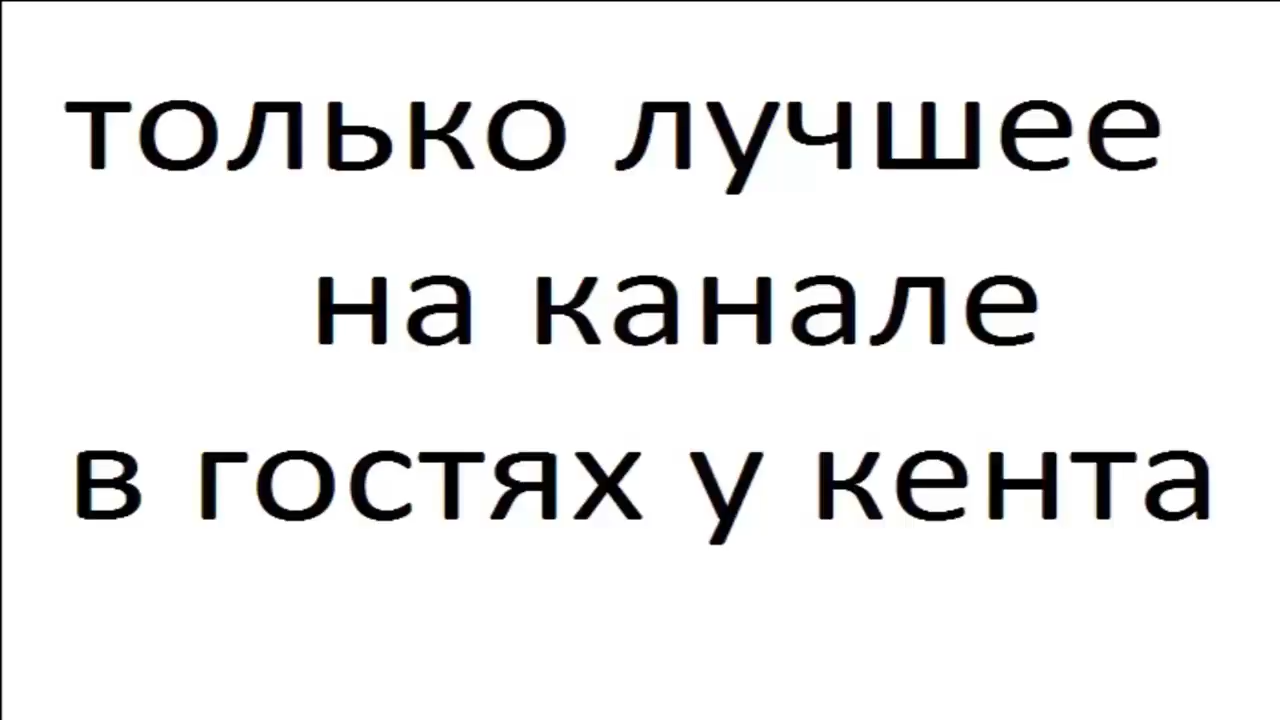 только лучшее
на канале
в гостях у кента